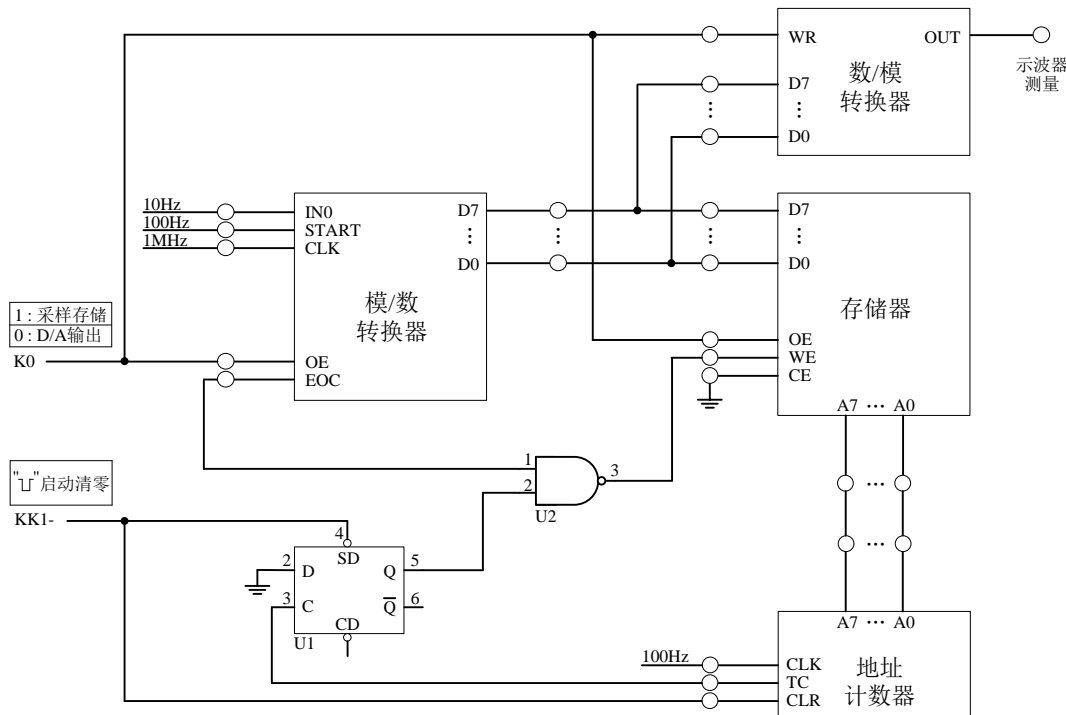 WR
OUT
数/模
转换器
D7
⋮
D0
示波器
测量
10Hz
100Hz
1MHz
IN0
START
CLK
D7
⋮
D0
模/数
转换器
OE
EOC
⋮
⋮
⋮
D7
⋮
D0
存储器
OE
WE
CE
A7 ··· A0
1 : 采样存储
0 : D/A输出
K0
"⊔"启动清零
KK1-
1
2
3
U2
4
SD
2
D
Q
5
3
C
Q̅
6
CD
U1
···
···
A7 ··· A0
100Hz
CLK
TC
CLR
地址
计数器